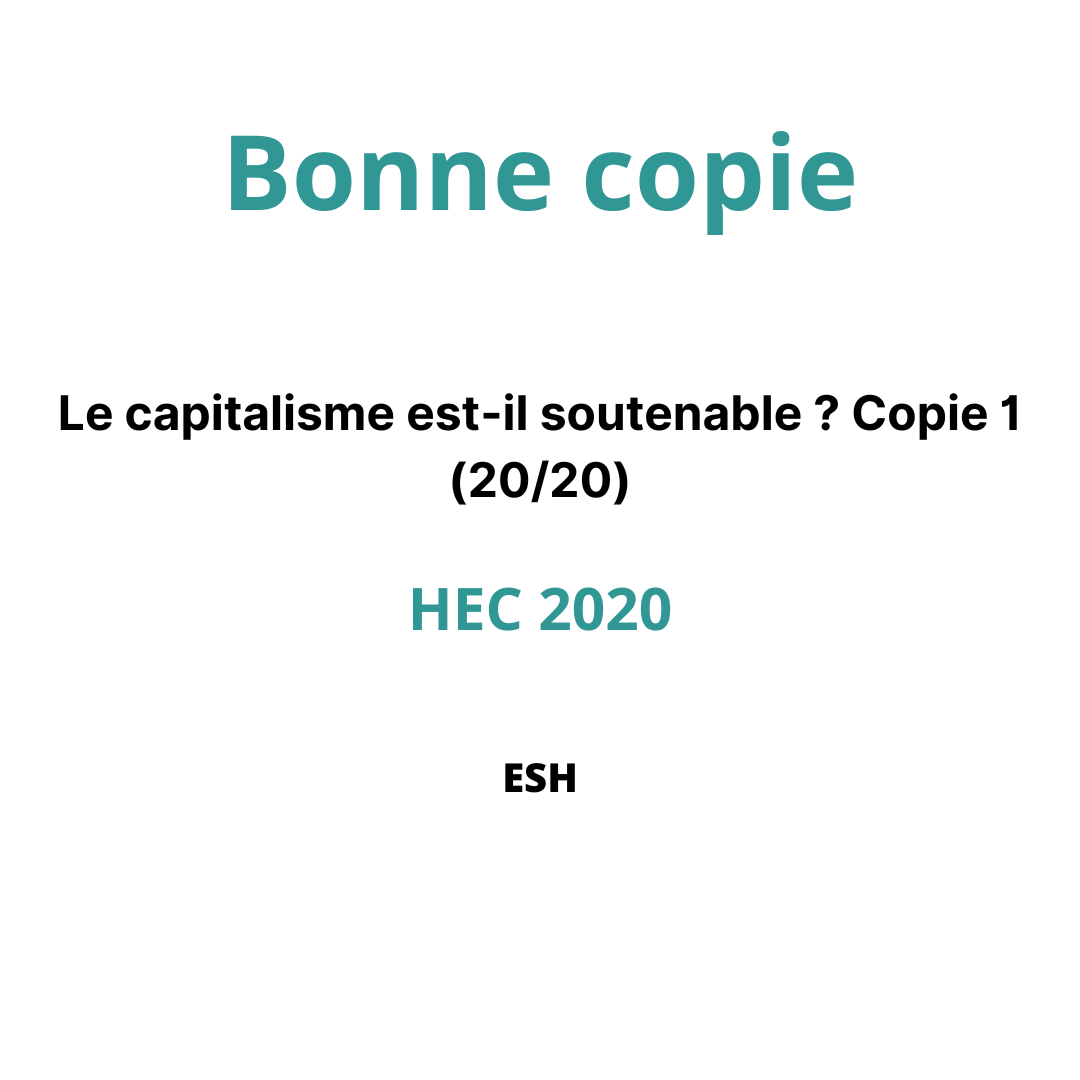 Bonne copie
Le capitalisme est-il soutenable ? Copie 1
(20/20)
HEC 2020
ESH